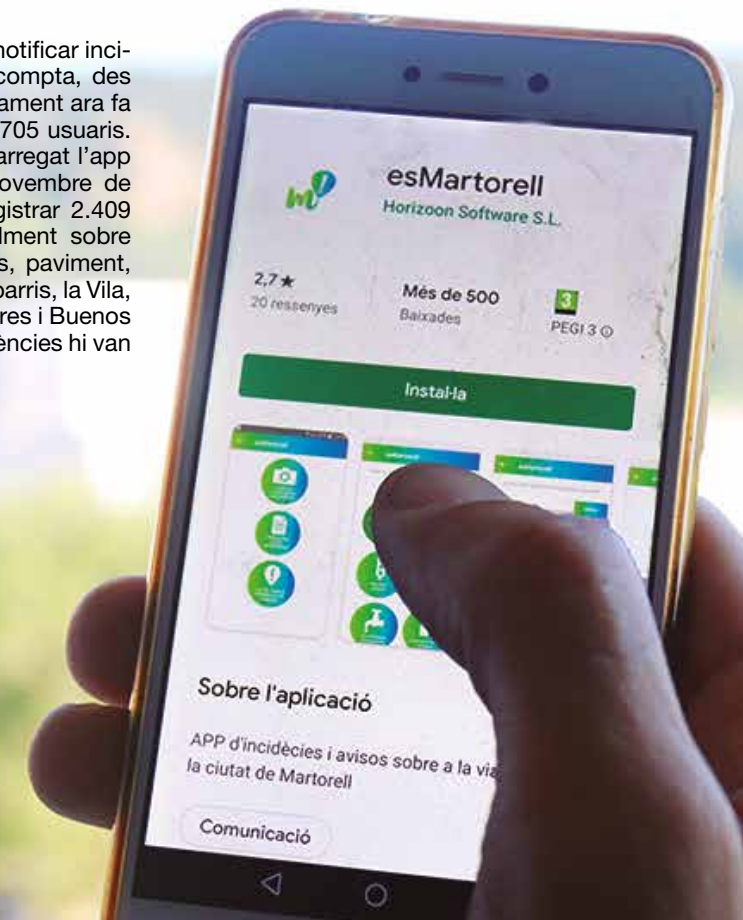 notificar inci-
compta, des
ament ara fa
705 usuaris.
arregat l'app
ovembre de
gistrar 2.409
lment sobre
s, paviment,
parris, la Vila,
res i Buenos
ències hi van
esMartorell
Horizoon Software S.L.
2,7★
20 ressenyes
Més de 500
Baixades
3
PEGI 3
Instal·la
Sobre l'aplicació
APP d'incidècies i avisos sobre a la via
la ciutat de Martorell
Comunicació